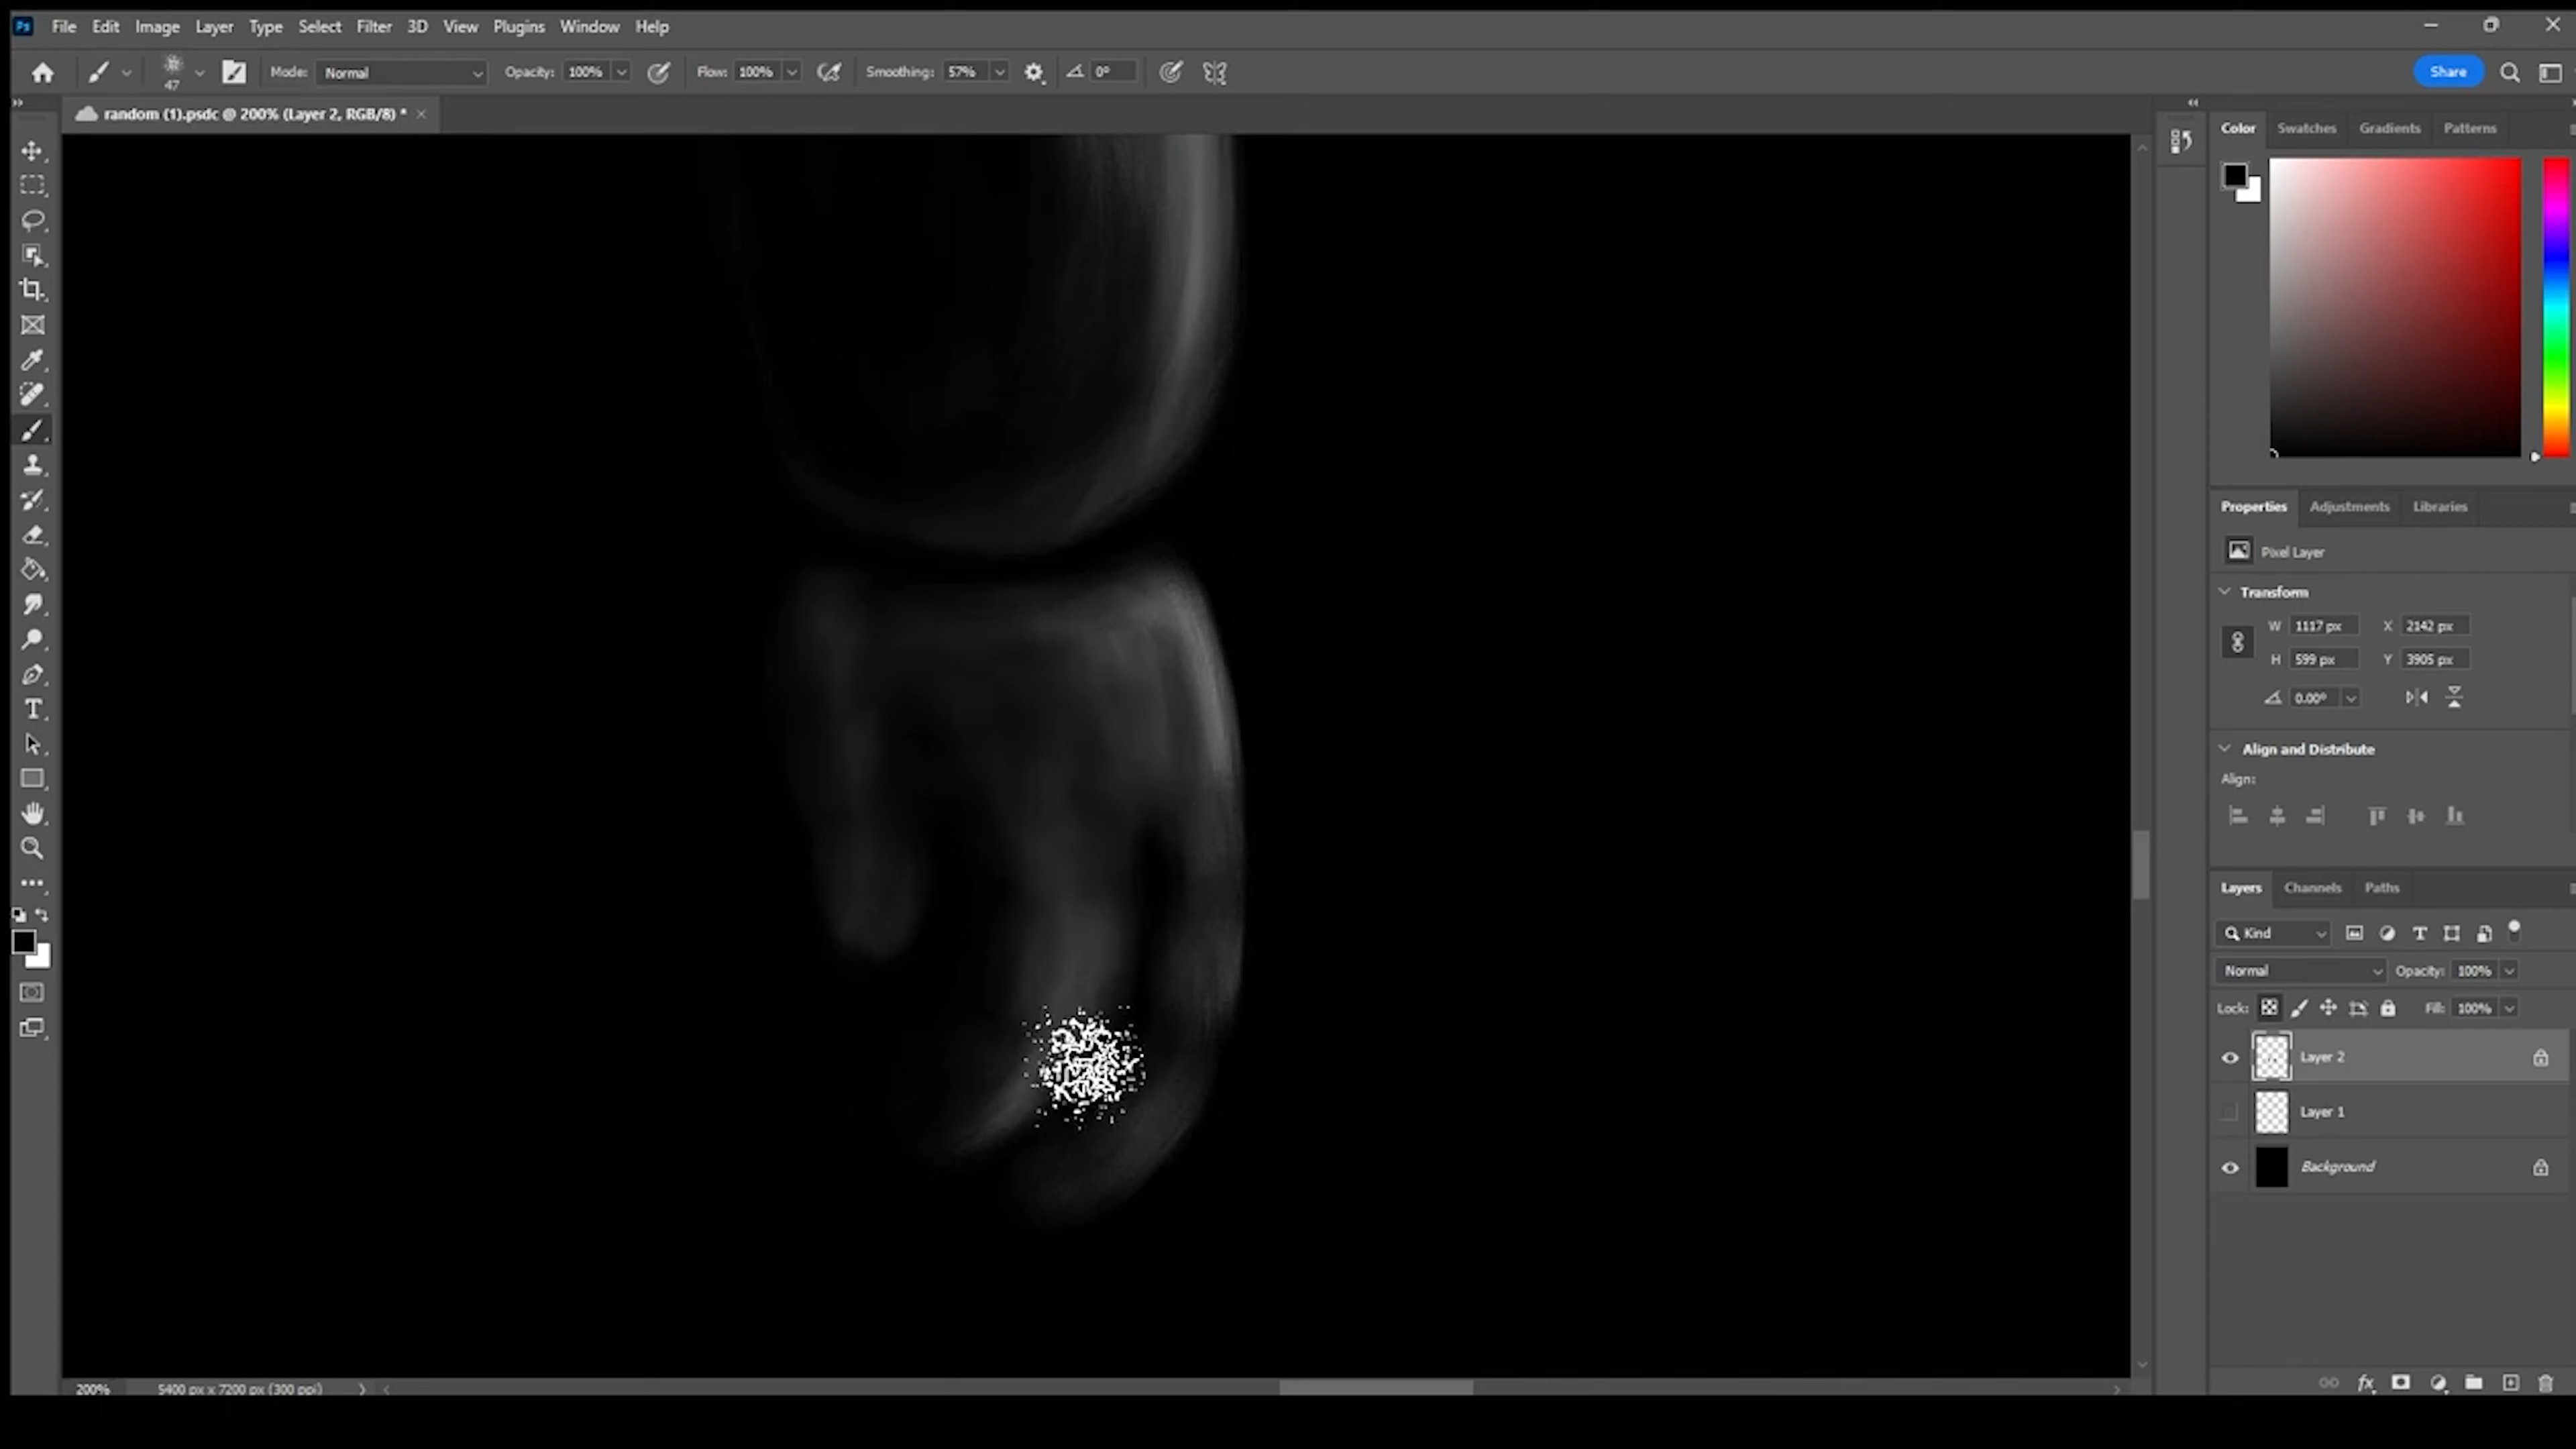 Ps File Edit Image Layer Type Select Filter 3D View Plugins Window Help
47 Mode: Normal Opacity: 100% Flow: 100% Smoothing: 57% 0° Share
random (1).psdc @ 200% (Layer 2, RGB/8) *
Color Swatches Gradients Patterns
Properties Adjustments Libraries
Pixel Layer
Transform
W 1117 px X 2142 px
H 599 px Y 3905 px
0.00°
Align and Distribute
Align:
Layers Channels Paths
Kind
Normal Opacity: 100%
Lock: Fill: 100%
Layer 2
Layer 1
Background
200% 5400 px x 7200 px (300 ppi)